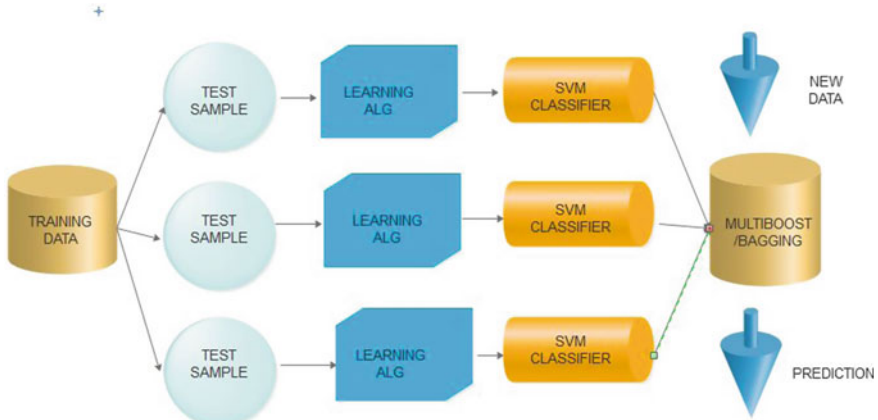 TEST
SAMPLE
LEARNING
ALG
SVM
CLASSIFIER
NEW
DATA
TRAINING
DATA
TEST
SAMPLE
LEARNING
ALG
SVM
CLASSIFIER
MULTIBOOST
/BAGGING
TEST
SAMPLE
LEARNING
ALG
SVM
CLASSIFIER
PREDICTION